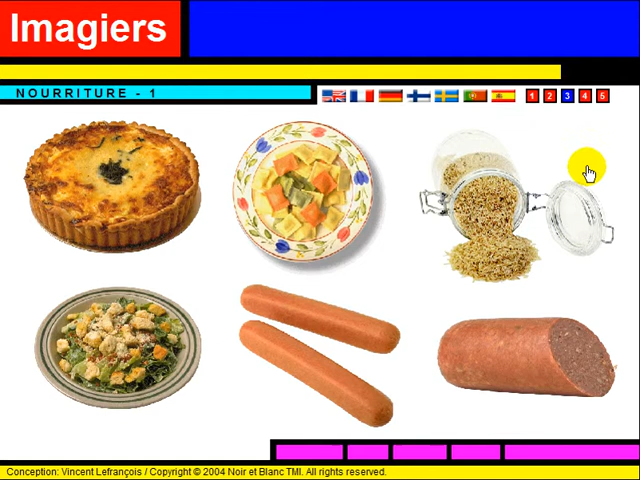 Imagiers
NOURRITURE - 1
1 2 3 4 5
Conception: Vincent Lefrançois / Copyright © 2004 Noir et Blanc TMI. All rights reserved.